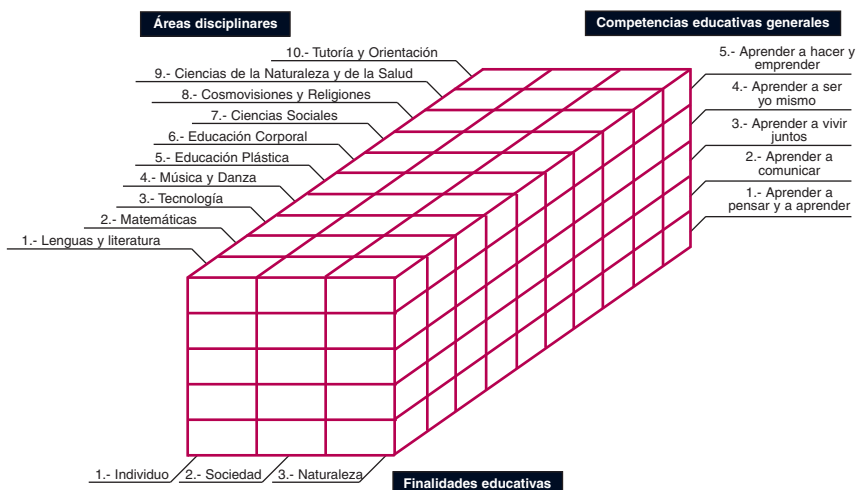 Áreas disciplinares
Competencias educativas generales
10.- Tutoría y Orientación
9.- Ciencias de la Naturaleza y de la Salud
8.- Cosmovisiones y Religiones
7.- Ciencias Sociales
6.- Educación Corporal
5.- Educación Plástica
4.- Música y Danza
3.- Tecnología
2.- Matemáticas
1.- Lenguas y literatura
5.- Aprender a hacer y
emprender
4.- Aprender a ser
yo mismo
3.- Aprender a vivir
juntos
2.- Aprender a
comunicar
1.- Aprender a
pensar y a aprender
1.- Individuo
2.- Sociedad
3.- Naturaleza
Finalidades educativas